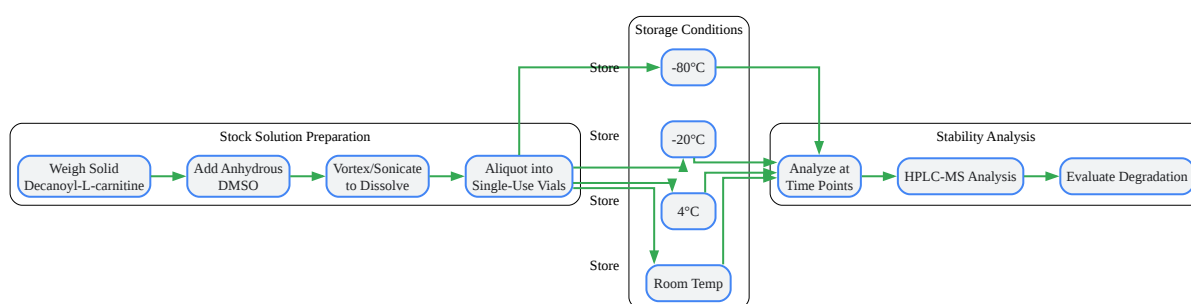 Stock Solution Preparation
Weigh Solid
Decanoyl-L-carnitine
Add Anhydrous
DMSO
Vortex/Sonicate
to Dissolve
Aliquot into
Single-Use Vials
Store
Store
Store
Store
Storage Conditions
-80°C
-20°C
4°C
Room Temp
Stability Analysis
Analyze at
Time Points
HPLC-MS Analysis
Evaluate Degradation